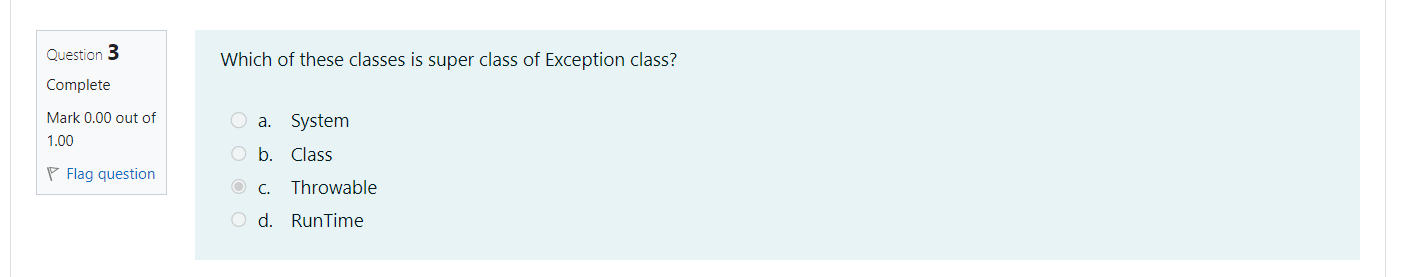 Question 3
Complete
Mark 0.00 out of
1.00
Flag question
Which of these classes is super class of Exception class?
a. System
b. Class
c. Throwable
d. RunTime